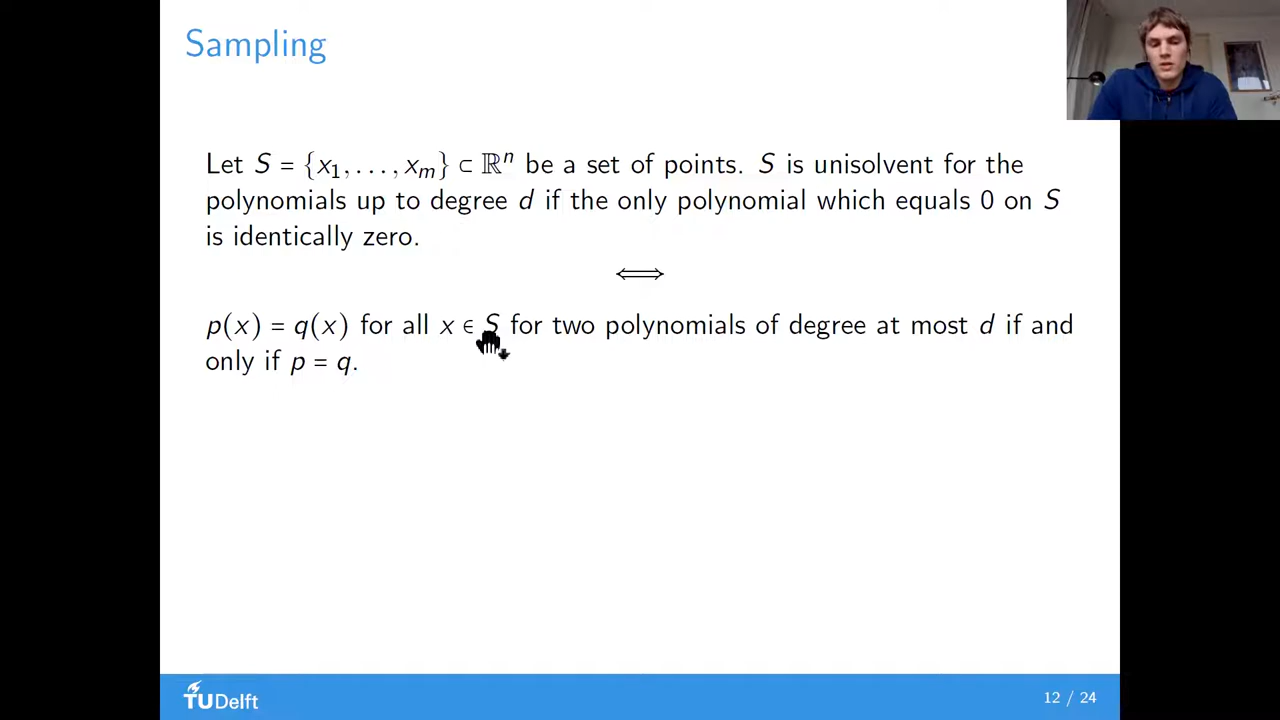 Sampling
Let S = {x₁, . . . , xₘ} ⊂ ℝⁿ be a set of points. S is unisolvent for the
polynomials up to degree d if the only polynomial which equals 0 on S
is identically zero.
⟺
p(x) = q(x) for all x ∈ S for two polynomials of degree at most d if and
only if p = q.
TUDelft
12 / 24